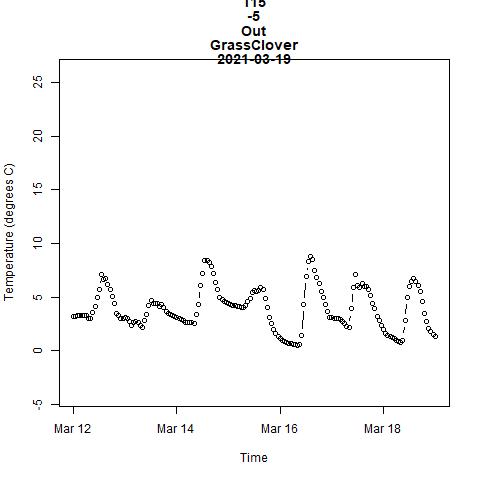 T15
-5
Out
GrassClover
2021-03-19
Temperature (degrees C)
25
20
15
10
5
0
-5
Mar 12
Mar 14
Mar 16
Mar 18
Time